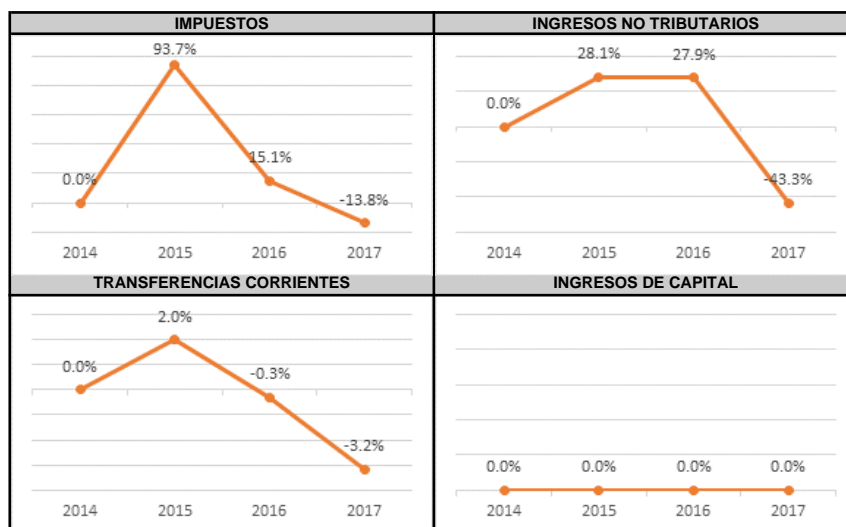 IMPUESTOS
93.7%
0.0%
15.1%
-13.8%
2014 2015 2016 2017
INGRESOS NO TRIBUTARIOS
28.1% 27.9%
0.0%
-43.3%
2014 2015 2016 2017
TRANSFERENCIAS CORRIENTES
2.0%
0.0%
-0.3%
-3.2%
2014 2015 2016 2017
INGRESOS DE CAPITAL
0.0% 0.0% 0.0% 0.0%
2014 2015 2016 2017